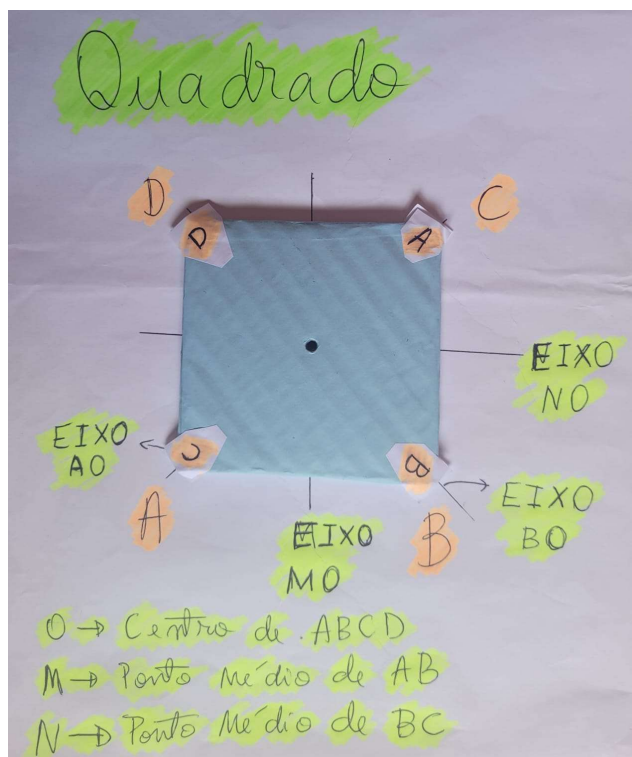 Quadrado
D
C
D
A
EIXO
NO
EIXO
AO
C
B
EIXO
BO
A
B
EIXO
MO
O → Centro de ABCD
M → Ponto Médio de AB
N → Ponto Médio de BC